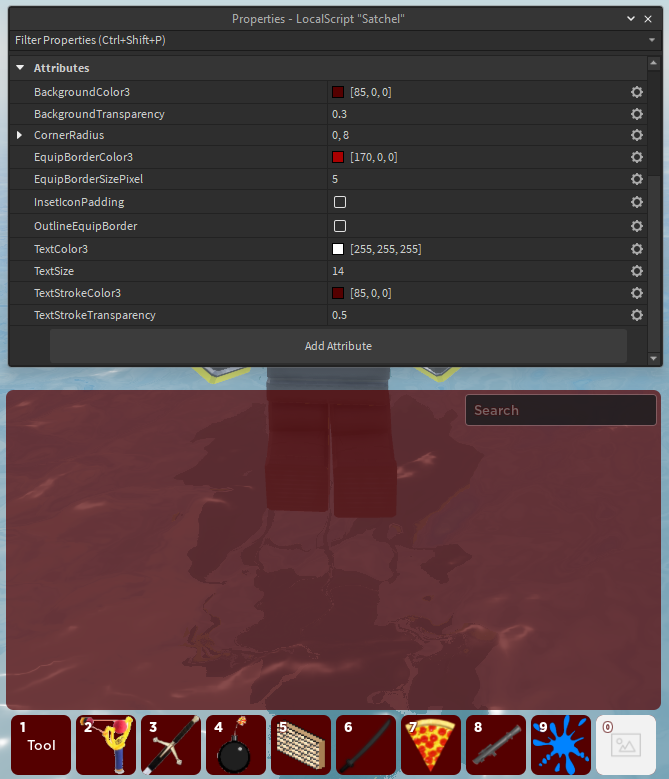 Properties - LocalScript "Satchel"
Filter Properties (Ctrl+Shift+P)
Attributes
BackgroundColor3 [85, 0, 0]
BackgroundTransparency 0.3
CornerRadius 0, 8
EquipBorderColor3 [170, 0, 0]
EquipBorderSizePixel 5
InsetIconPadding
OutlineEquipBorder
TextColor3 [255, 255, 255]
TextSize 14
TextStrokeColor3 [85, 0, 0]
TextStrokeTransparency 0.5
Add Attribute
Search
1 2 3 4 5 6 7 8 9 0
Tool